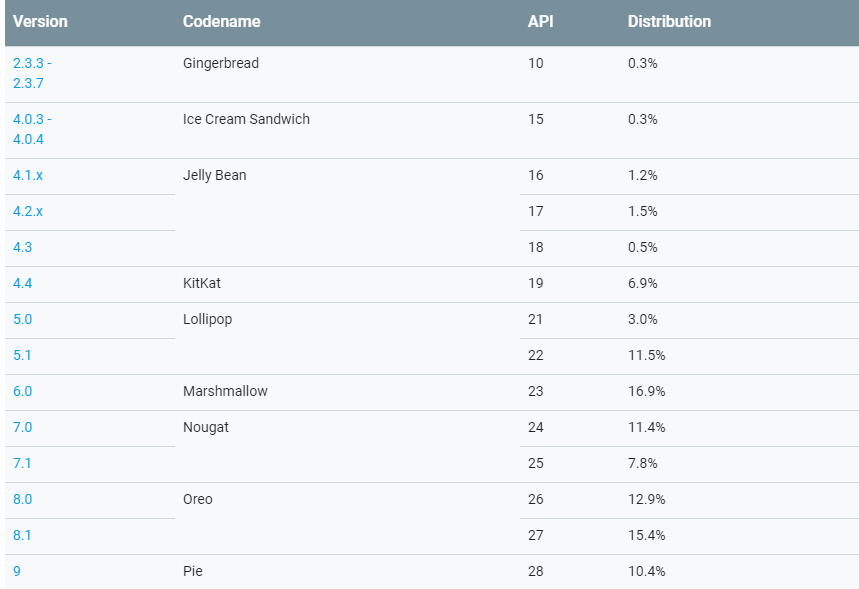 Version Codename API Distribution
2.3.3 - Gingerbread 10 0.3%
2.3.7
4.0.3 - Ice Cream Sandwich 15 0.3%
4.0.4
4.1.x Jelly Bean 16 1.2%
4.2.x 17 1.5%
4.3 18 0.5%
4.4 KitKat 19 6.9%
5.0 Lollipop 21 3.0%
5.1 22 11.5%
6.0 Marshmallow 23 16.9%
7.0 Nougat 24 11.4%
7.1 25 7.8%
8.0 Oreo 26 12.9%
8.1 27 15.4%
9 Pie 28 10.4%